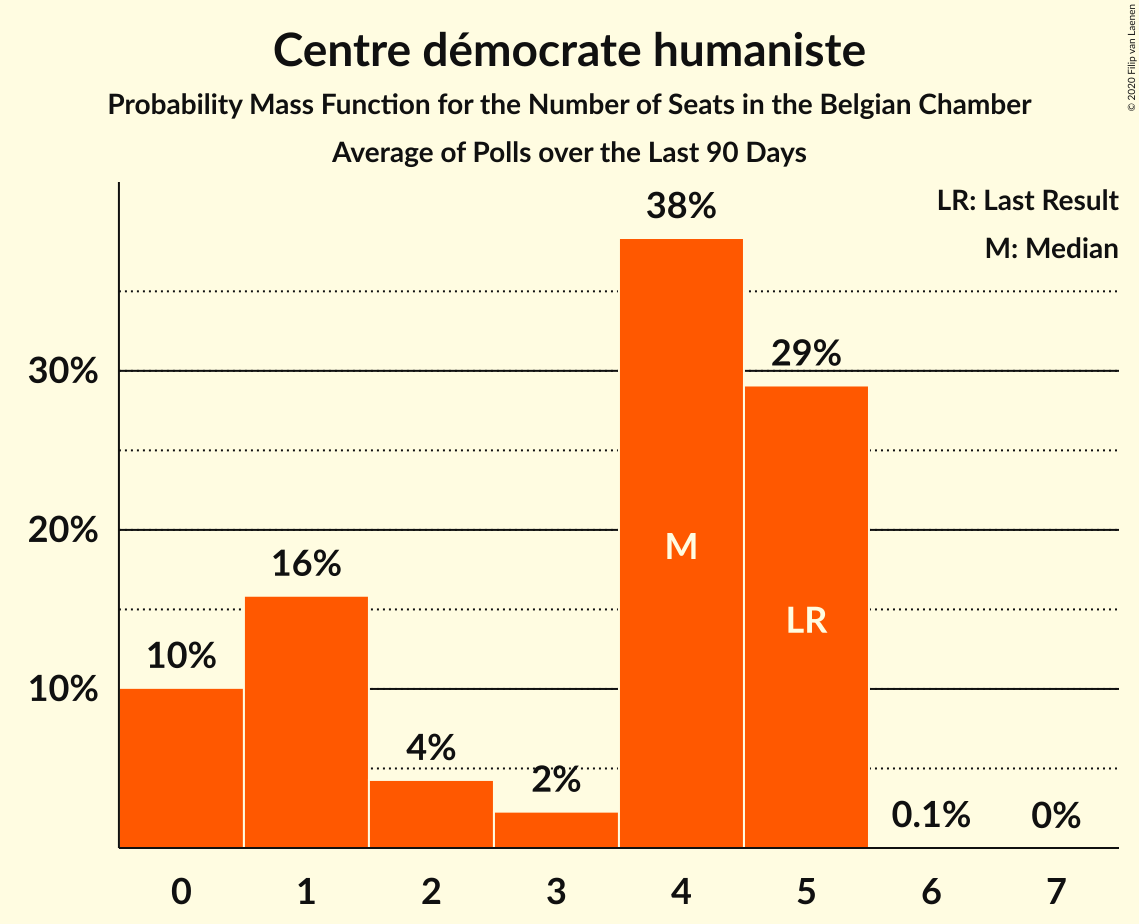 Centre démocrate humaniste
Probability Mass Function for the Number of Seats in the Belgian Chamber
Average of Polls over the Last 90 Days
© 2020 Filip van Laenen
LR: Last Result
M: Median
38%
29%
30%
20%
10%
16%
10%
4%
2%
0.1%
0%
M
LR
0 1 2 3 4 5 6 7